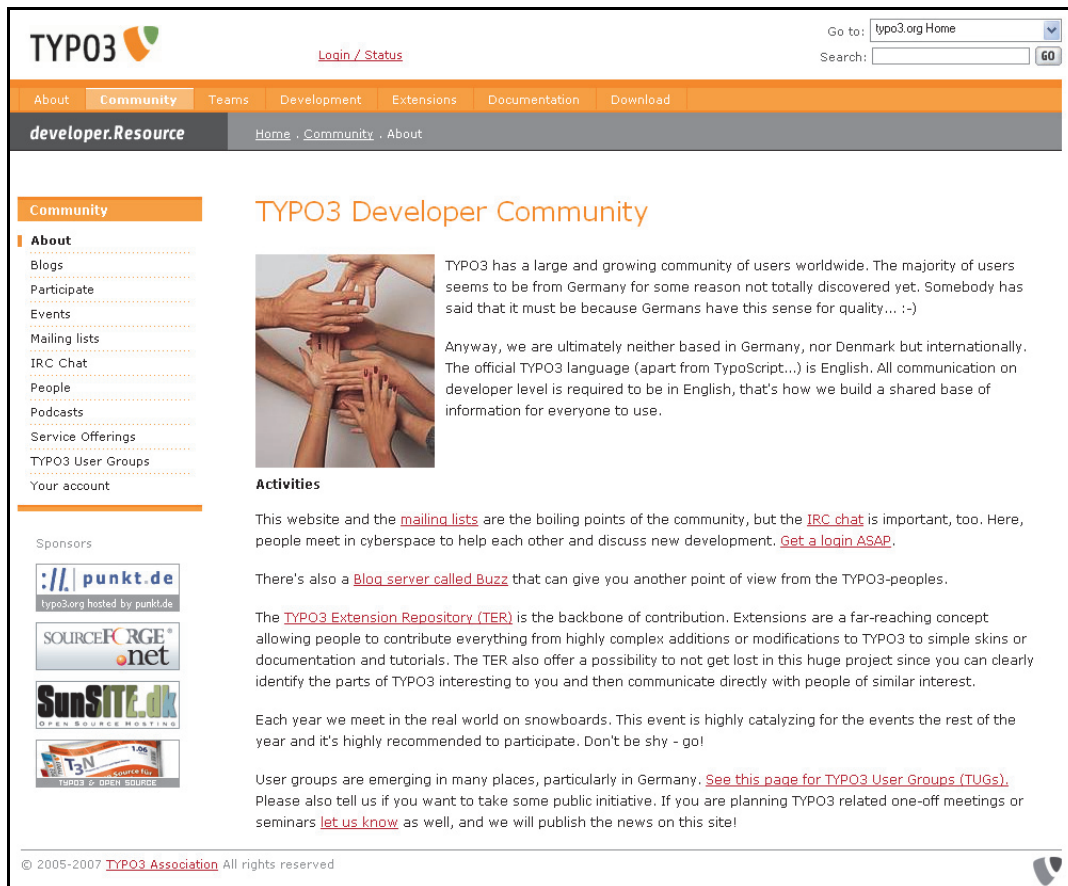 TYPO3
Login / Status
Go to: typo3.org Home
Search: GO
About Community Teams Development Extensions Documentation Download
developer.Resource
Home . Community . About
Community
About
Blogs
Participate
Events
Mailing lists
IRC Chat
People
Podcasts
Service Offerings
TYPO3 User Groups
Your account
Sponsors
://| punkt.de
typo3.org hosted by punkt.de
SOURCEFORGE®
.net
SunSITE.dk
OPEN SOURCE HOSTING
1.06
T3N
TYPO3 & OPEN SOURCE
TYPO3 Developer Community
TYPO3 has a large and growing community of users worldwide. The majority of users
seems to be from Germany for some reason not totally discovered yet. Somebody has
said that it must be because Germans have this sense for quality... :-)
Anyway, we are ultimately neither based in Germany, nor Denmark but internationally.
The official TYPO3 language (apart from TypoScript...) is English. All communication on
developer level is required to be in English, that's how we build a shared base of
information for everyone to use.
Activities
This website and the mailing lists are the boiling points of the community, but the IRC chat is important, too. Here,
people meet in cyberspace to help each other and discuss new development. Get a login ASAP.
There's also a Blog server called Buzz that can give you another point of view from the TYPO3-peoples.
The TYPO3 Extension Repository (TER) is the backbone of contribution. Extensions are a far-reaching concept
allowing people to contribute everything from highly complex additions or modifications to TYPO3 to simple skins or
documentation and tutorials. The TER also offer a possibility to not get lost in this huge project since you can clearly
identify the parts of TYPO3 interesting to you and then communicate directly with people of similar interest.
Each year we meet in the real world on snowboards. This event is highly catalyzing for the events the rest of the
year and it's highly recommended to participate. Don't be shy - go!
User groups are emerging in many places, particularly in Germany. See this page for TYPO3 User Groups (TUGs).
Please also tell us if you want to take some public initiative. If you are planning TYPO3 related one-off meetings or
seminars let us know as well, and we will publish the news on this site!
© 2005-2007 TYPO3 Association All rights reserved